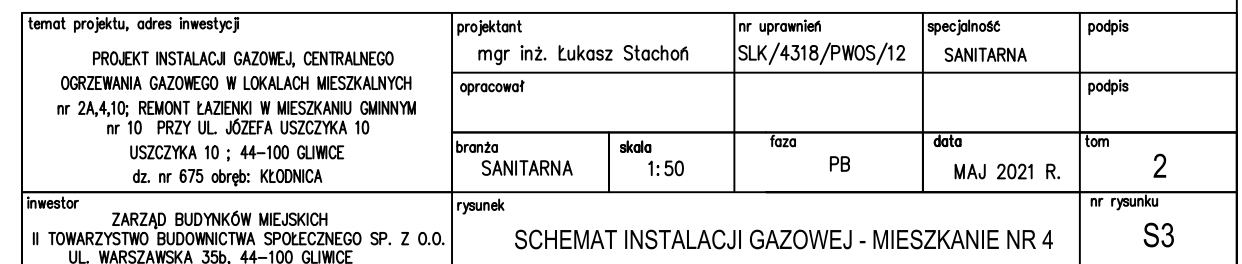 temat projektu, adres inwestycji
PROJEKT INSTALACJI GAZOWEJ, CENTRALNEGO
OGRZEWANIA GAZOWEGO W LOKALACH MIESZKALNYCH
nr 2A,4,10; REMONT ŁAZIENKI W MIESZKANIU GMINNYM
nr 10 PRZY UL. JÓZEFA USZCZYKA 10
USZCZYKA 10 ; 44-100 GLIWICE
dz. nr 675 obręb: KŁODNICA
projektant
mgr inż. Łukasz Stachoń
nr uprawnień
SLK/4318/PWOS/12
specjalność
SANITARNA
podpis
opracował
podpis
branża
SANITARNA
skala
1:50
faza
PB
data
MAJ 2021 R.
tom
2
inwestor
ZARZĄD BUDYNKÓW MIEJSKICH
II TOWARZYSTWO BUDOWNICTWA SPOŁECZNEGO SP. Z O.O.
UL. WARSZAWSKA 35b, 44-100 GLIWICE
rysunek
SCHEMAT INSTALACJI GAZOWEJ - MIESZKANIE NR 4
nr rysunku
S3